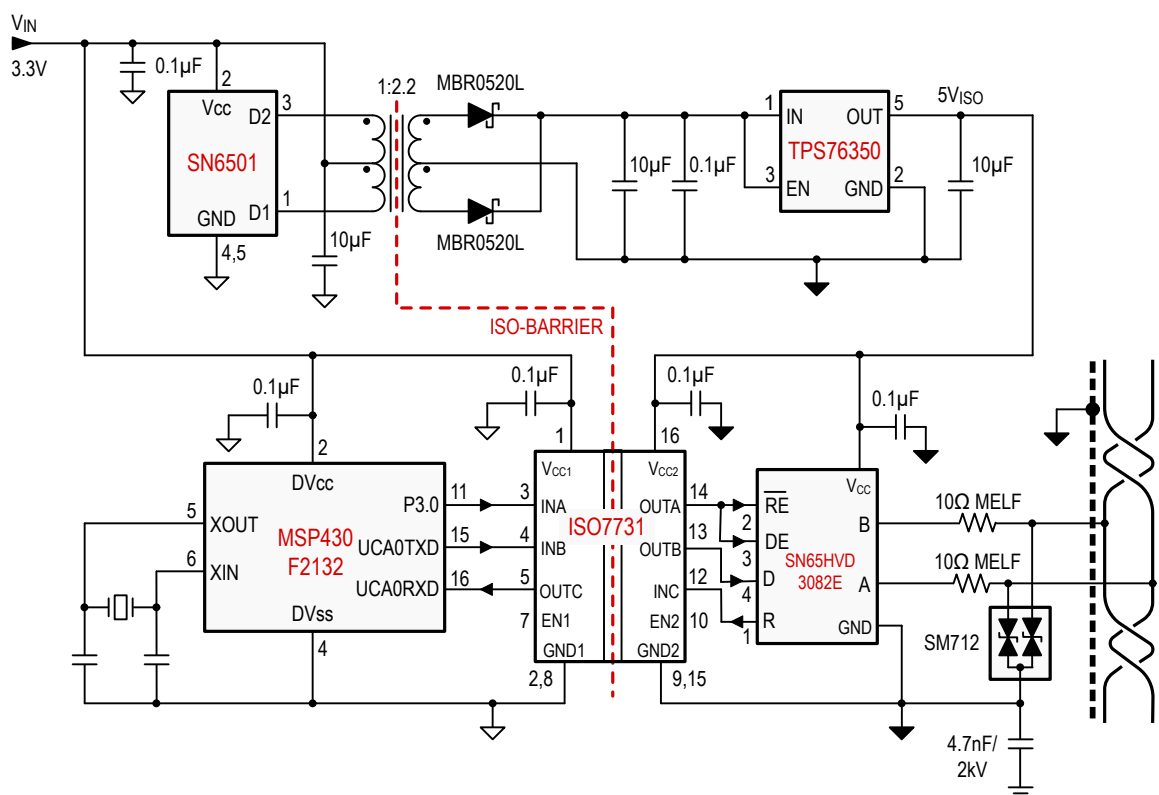 VIN
3.3V
0.1µF
2
Vcc
D2
3
SN6501
D1
1
GND
4,5
1:2.2
10µF
MBR0520L
MBR0520L
10µF
0.1µF
1
IN
OUT
5
TPS76350
3
EN
GND
2
5VISO
10µF
ISO-BARRIER
0.1µF
2
DVcc
5
XOUT
6
XIN
MSP430
F2132
P3.0
11
UCA0TXD
15
UCA0RXD
16
DVss
4
0.1µF
1
VCC1
3
INA
4
INB
5
OUTC
7
EN1
GND1
2,8
ISO7731
0.1µF
16
VCC2
OUTA
14
OUTB
13
INC
12
EN2
10
GND2
9,15
0.1µF
VCC
RE
2
DE
3
D
4
R
1
SN65HVD
3082E
B
A
GND
10Ω MELF
10Ω MELF
SM712
4.7nF/
2kV